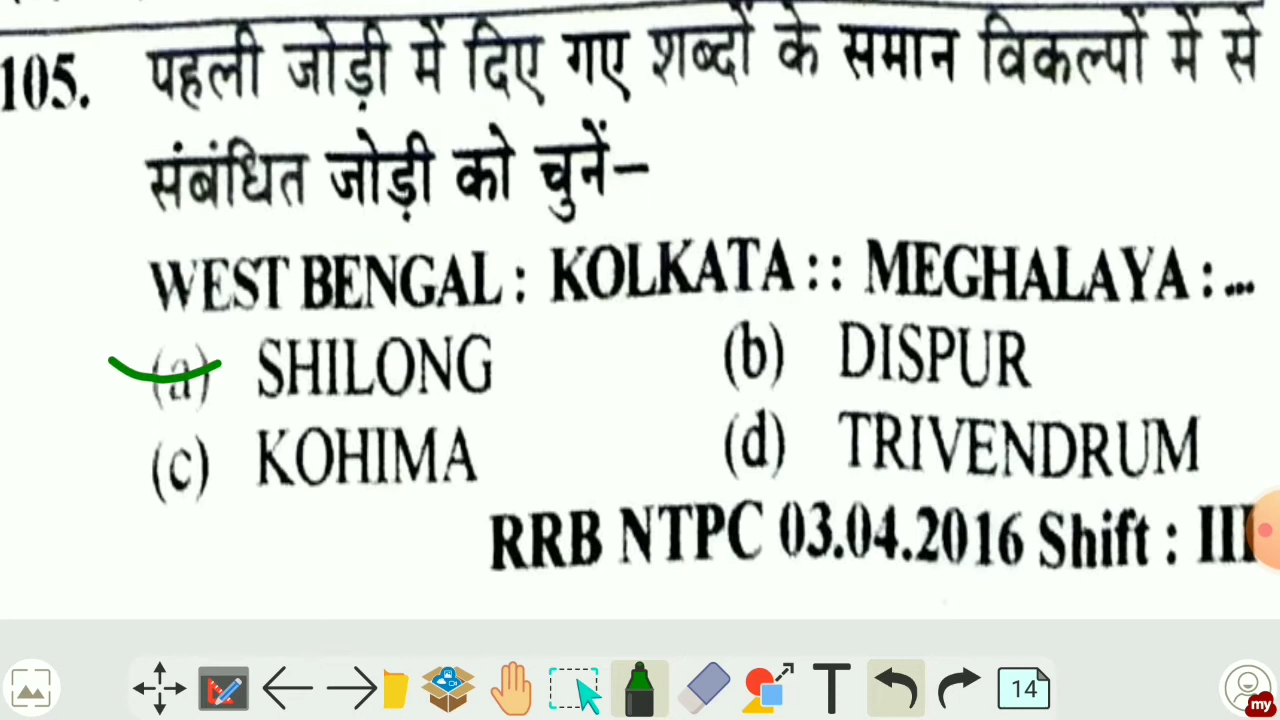 105. पहली जोड़ी में दिए गए शब्दों के समान विकल्पों में से
संबंधित जोड़ी को चुनें–
WEST BENGAL : KOLKATA : : MEGHALAYA :...
(a) SHILONG (b) DISPUR
(c) KOHIMA (d) TRIVENDRUM
RRB NTPC 03.04.2016 Shift : III
T 14
my